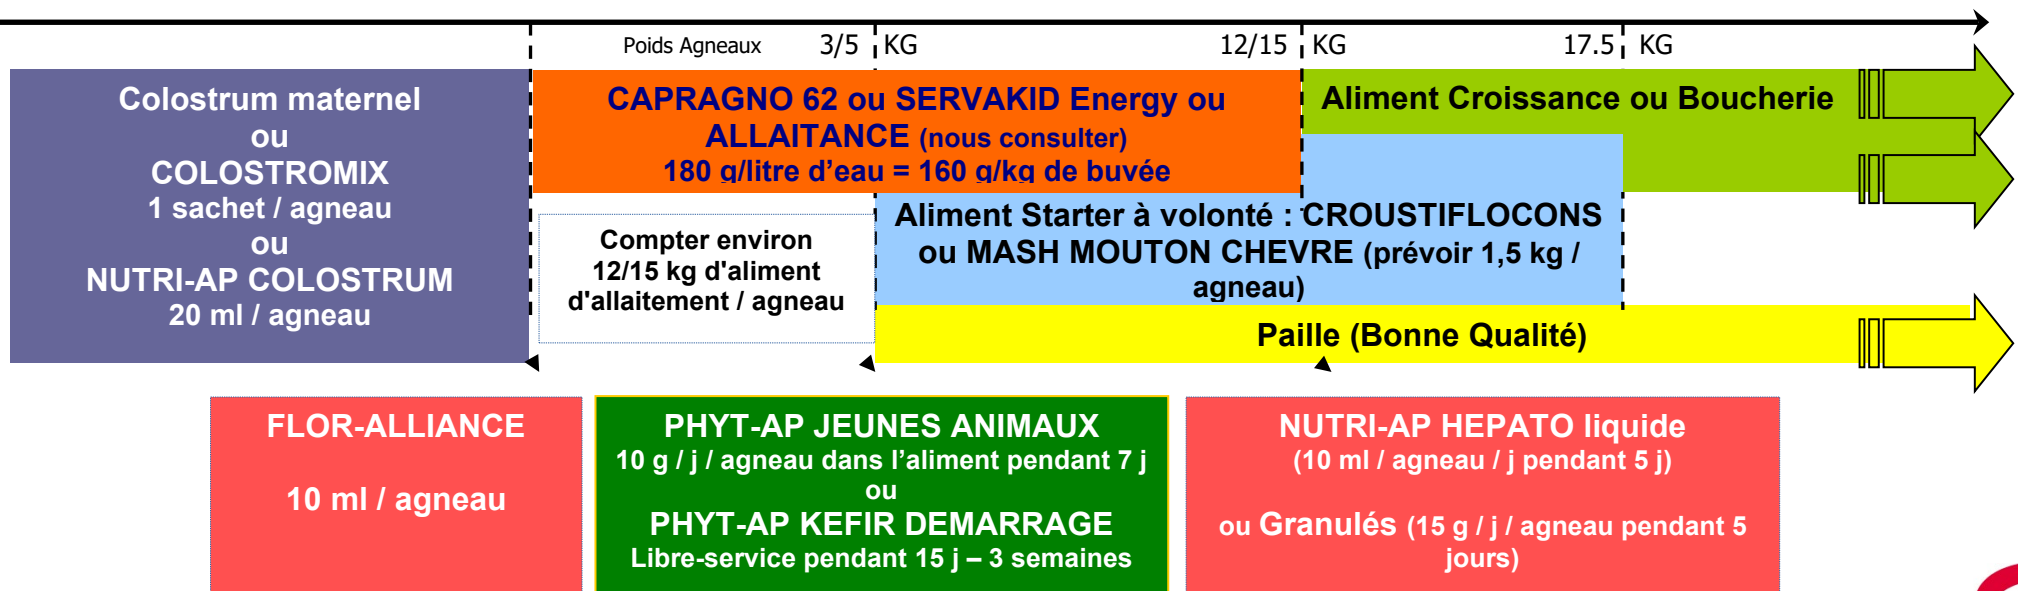 Poids Agneaux 3/5 KG 12/15 KG 17.5 KG
Colostrum maternel
ou
COLOSTROMIX
1 sachet / agneau
ou
NUTRI-AP COLOSTRUM
20 ml / agneau
CAPRAGNO 62 ou SERVAKID Energy ou
ALLAITANCE (nous consulter)
180 g/litre d’eau = 160 g/kg de buvée
Aliment Croissance ou Boucherie
Compter environ
12/15 kg d'aliment
d'allaitement / agneau
Aliment Starter à volonté : CROUSTIFLOCONS
ou MASH MOUTON CHEVRE (prévoir 1,5 kg /
agneau)
Paille (Bonne Qualité)
FLOR-ALLIANCE
10 ml / agneau
PHYT-AP JEUNES ANIMAUX
10 g / j / agneau dans l’aliment pendant 7 j
ou
PHYT-AP KEFIR DEMARRAGE
Libre-service pendant 15 j – 3 semaines
NUTRI-AP HEPATO liquide
(10 ml / agneau / j pendant 5 j)
ou Granulés (15 g / j / agneau pendant 5
jours)